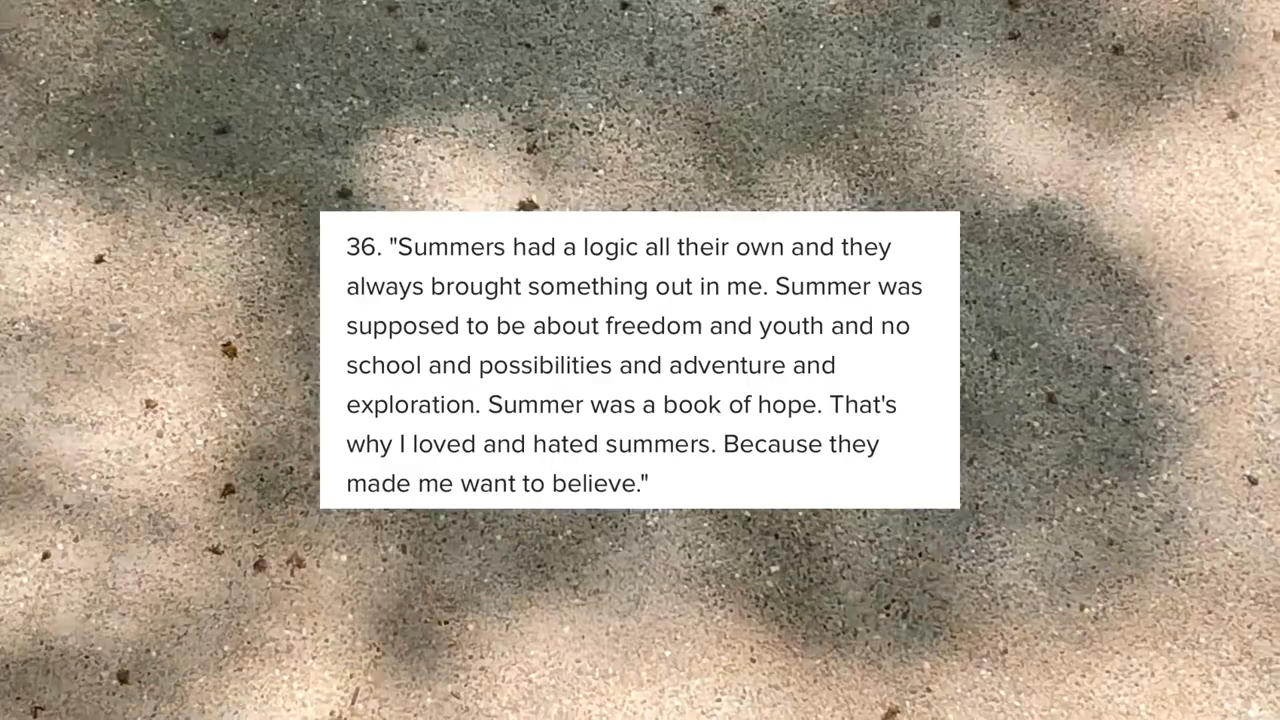 36. "Summers had a logic all their own and they
always brought something out in me. Summer was
supposed to be about freedom and youth and no
school and possibilities and adventure and
exploration. Summer was a book of hope. That's
why I loved and hated summers. Because they
made me want to believe."